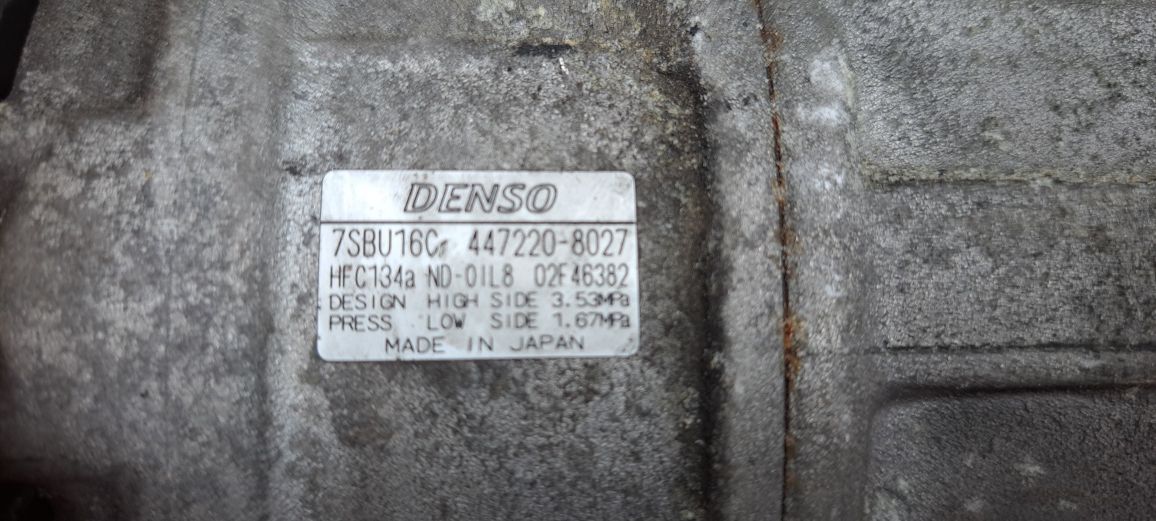 DENSO
7SBU16C 447220-8027
HFC134a ND-OIL8 02F46382
DESIGN HIGH SIDE 3.53MPa
PRESS LOW SIDE 1.67MPa
MADE IN JAPAN